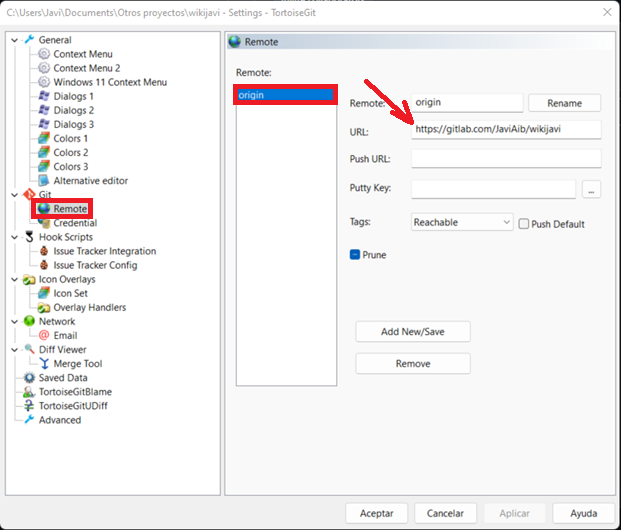 C:\Users\Javi\Documents\Otros proyectos\wikijavi - Settings - TortoiseGit
General
Context Menu
Context Menu 2
Windows 11 Context Menu
Dialogs 1
Dialogs 2
Dialogs 3
Colors 1
Colors 2
Colors 3
Alternative editor
Git
Remote
Credential
Hook Scripts
Issue Tracker Integration
Issue Tracker Config
Icon Overlays
Icon Set
Overlay Handlers
Network
Email
Diff Viewer
Merge Tool
Saved Data
TortoiseGitBlame
TortoiseGitUDiff
Advanced
Remote
Remote:
origin
Remote: origin Rename
URL: https://gitlab.com/JaviAib/wikijavi
Push URL:
Putty Key: ...
Tags: Reachable Push Default
Prune
Add New/Save
Remove
Aceptar Cancelar Aplicar Ayuda